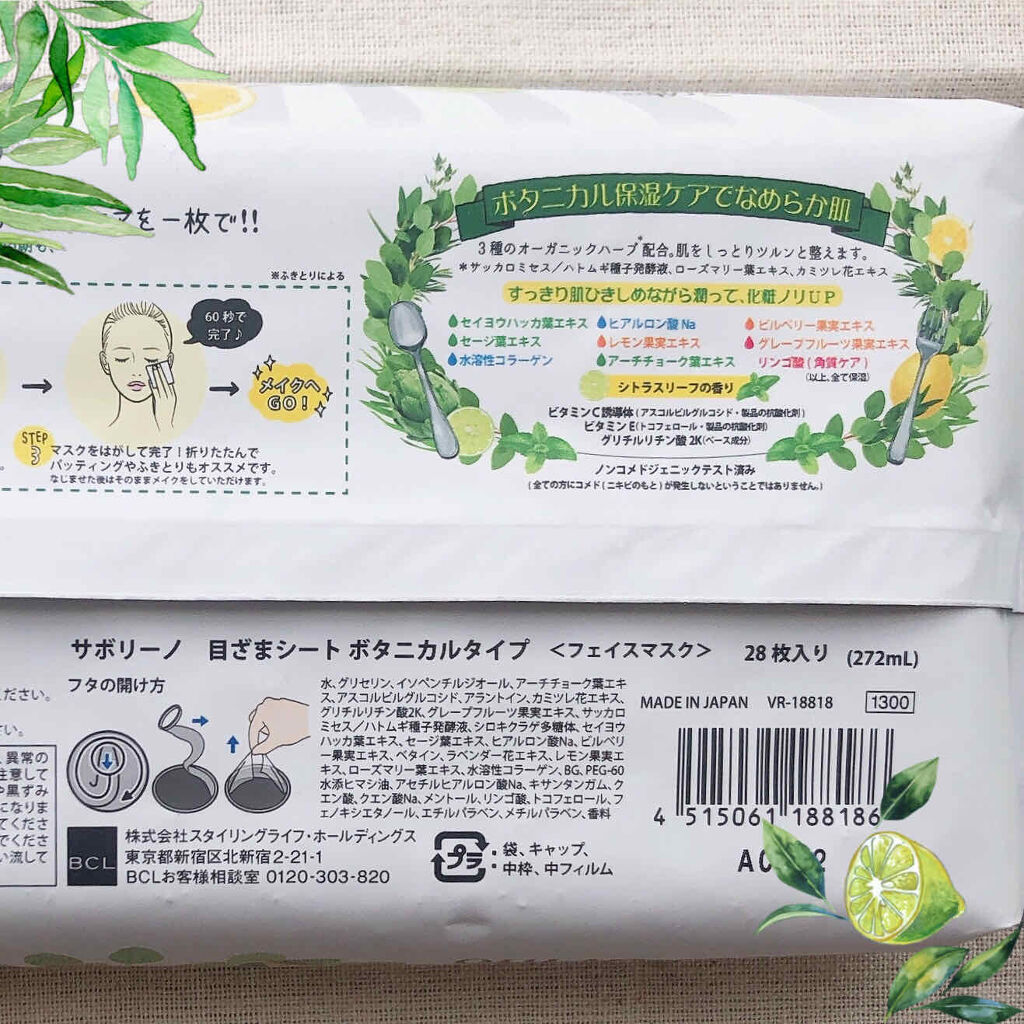 を一枚で!!
※ふきとりによる
60秒で
完了♪
メイクへ
GO!
STEP
3
マスクをはがして完了!折りたたんで
パッティングやふきとりもオススメです。
なじませた後はそのままメイクをしていただけます。
ボタニカル保湿ケアでなめらか肌
3種のオーガニックハーブ*配合。肌をしっとりツルンと整えます。
*サッカロミセス/ハトムギ種子発酵液、ローズマリー葉エキス、カミツレ花エキス
すっきり肌ひきしめながら潤って、化粧ノリUP
セイヨウハッカ葉エキス ヒアルロン酸Na ビルベリー果実エキス
セージ葉エキス レモン果実エキス グレープフルーツ果実エキス
水溶性コラーゲン アーチチョーク葉エキス リンゴ酸(角質ケア)
(以上、全て保湿)
シトラスリーフの香り
ビタミンC誘導体(アスコルビルグルコシド・製品の抗酸化剤)
ビタミンE(トコフェロール・製品の抗酸化剤)
グリチルリチン酸2K(ベース成分)
ノンコメドジェニックテスト済み
(全ての方にコメド(ニキビのもと)が発生しないということではありません。)
サボリーノ 目ざまシート ボタニカルタイプ <フェイスマスク> 28枚入り (272mL)
ださい。
さい。
、異常の
注意して
や黒ずみ
になりま
てくださ
でくださ
い流して
フタの開け方
水、グリセリン、イソペンチルジオール、アーチチョーク葉エキ
ス、アスコルビルグルコシド、アラントイン、カミツレ花エキス、
グリチルリチン酸2K、グレープフルーツ果実エキス、サッカロ
ミセス/ハトムギ種子発酵液、シロキクラゲ多糖体、セイヨウ
ハッカ葉エキス、セージ葉エキス、ヒアルロン酸Na、ビルベリ
ー果実エキス、ベタイン、ラベンダー花エキス、レモン果実エ
キス、ローズマリー葉エキス、水溶性コラーゲン、BG、PEG-60
水添ヒマシ油、アセチルヒアルロン酸Na、キサンタンガム、ク
エン酸、クエン酸Na、メントール、リンゴ酸、トコフェロール、フ
ェノキシエタノール、エチルパラベン、メチルパラベン、香料
MADE IN JAPAN VR-18818 1300
4 515061 188186
BCL
株式会社スタイリングライフ・ホールディングス
東京都新宿区北新宿2-21-1
BCLお客様相談室 0120-303-820
プラ
:袋、キャップ、
:中枠、中フィルム